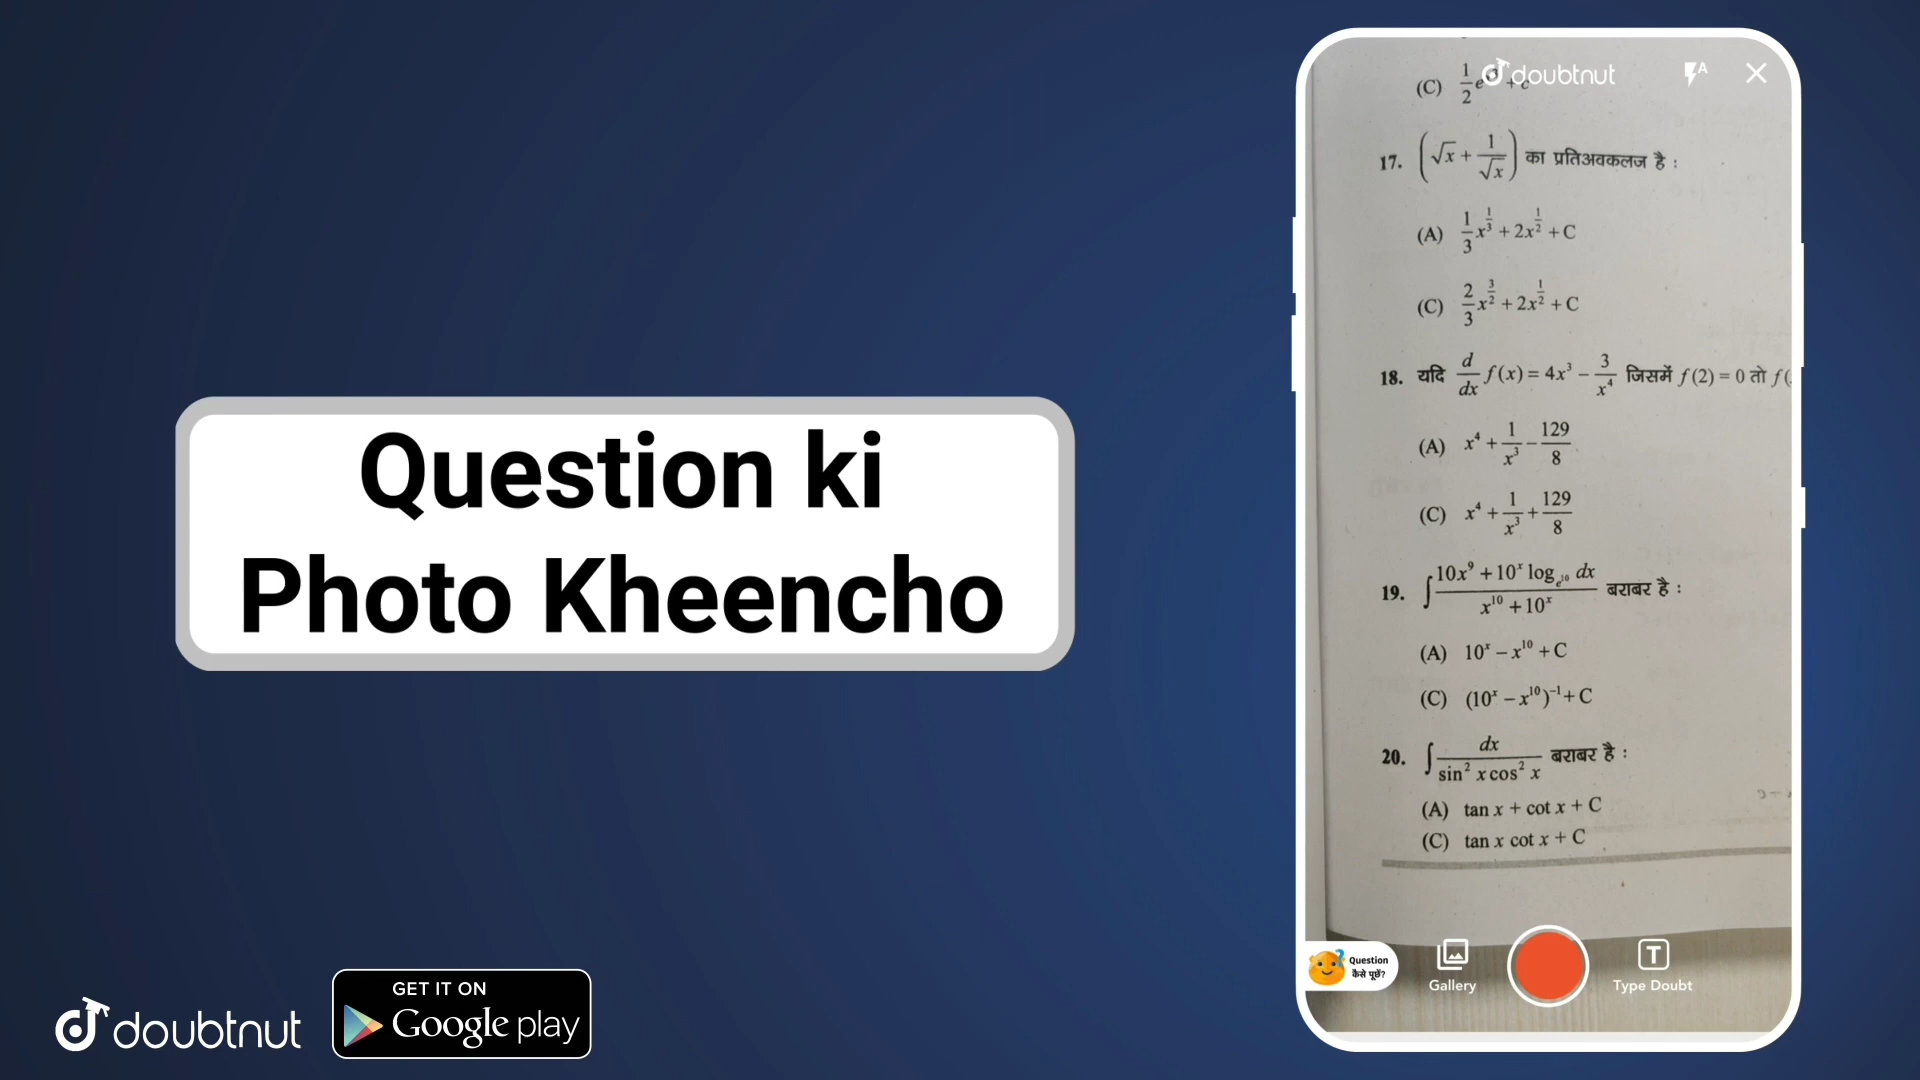 Question ki
Photo Kheencho
doubtnut
GET IT ON
Google play
doubtnut
A
(C) 1/2 e + c
17. (√x + 1/√x) का प्रतिअवकलज है :
(A) 1/3 x^(1/3) + 2x^(1/2) + C
(C) 2/3 x^(3/2) + 2x^(1/2) + C
18. यदि d/dx f(x) = 4x³ − 3/x⁴ जिसमें f(2) = 0 तो f(
(A) x⁴ + 1/x³ − 129/8
(C) x⁴ + 1/x³ + 129/8
19. ∫ (10x⁹ + 10ˣ log_e¹⁰ dx)/(x¹⁰ + 10ˣ) बराबर है :
(A) 10ˣ − x¹⁰ + C
(C) (10ˣ − x¹⁰)⁻¹ + C
20. ∫ dx/(sin² x cos² x) बराबर है :
(A) tan x + cot x + C
(C) tan x cot x + C
Question
कैसे पूछें?
Gallery
T
Type Doubt